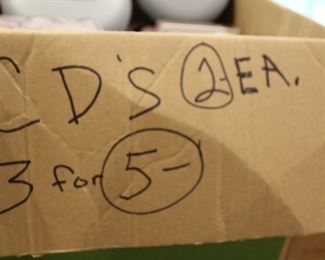 CD'S 2 EA.
3 for 5-